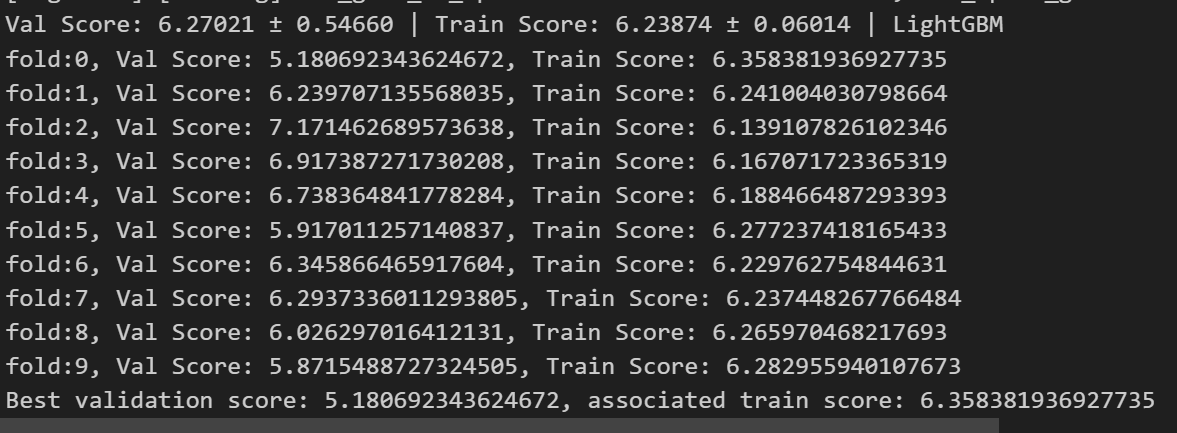 Val Score: 6.27021 ± 0.54660 | Train Score: 6.23874 ± 0.06014 | LightGBM
fold:0, Val Score: 5.180692343624672, Train Score: 6.358381936927735
fold:1, Val Score: 6.239707135568035, Train Score: 6.241004030798664
fold:2, Val Score: 7.171462689573638, Train Score: 6.139107826102346
fold:3, Val Score: 6.917387271730208, Train Score: 6.167071723365319
fold:4, Val Score: 6.738364841778284, Train Score: 6.188466487293393
fold:5, Val Score: 5.917011257140837, Train Score: 6.277237418165433
fold:6, Val Score: 6.345866465917604, Train Score: 6.229762754844631
fold:7, Val Score: 6.2937336011293805, Train Score: 6.237448267766484
fold:8, Val Score: 6.026297016412131, Train Score: 6.265970468217693
fold:9, Val Score: 5.8715488727324505, Train Score: 6.282955940107673
Best validation score: 5.180692343624672, associated train score: 6.358381936927735